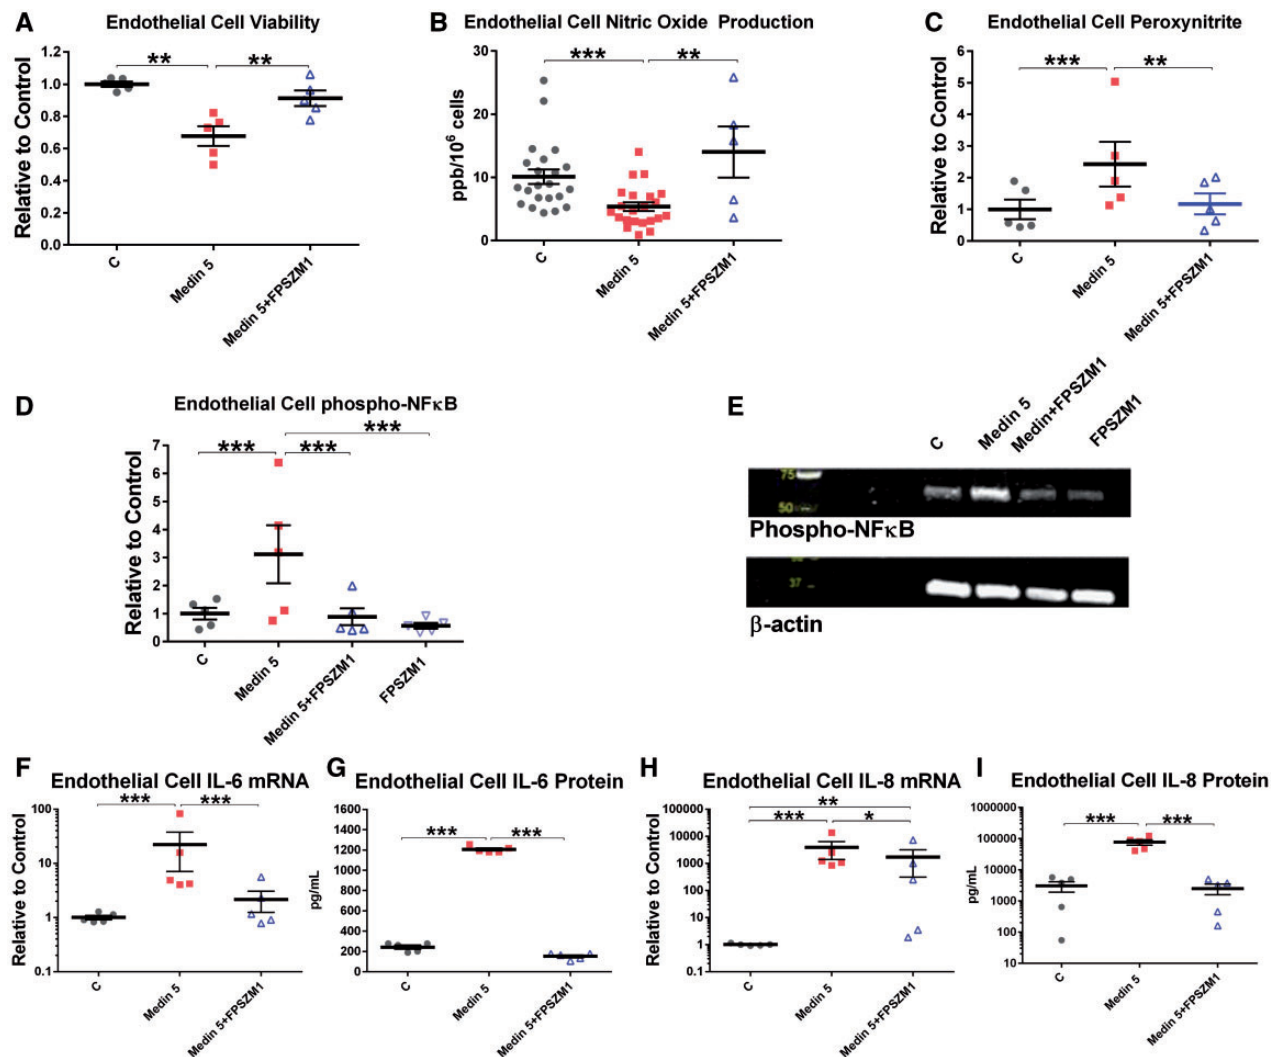 A Endothelial Cell Viability
Relative to Control
1.2
1.0
0.8
0.6
0.4
0.2
0.0
** **
C Medin 5 Medin 5+FPSZM1
B Endothelial Cell Nitric Oxide Production
ppb/10⁶ cells
30
20
10
0
*** **
C Medin 5 Medin 5+FPSZM1
C Endothelial Cell Peroxynitrite
Relative to Control
6
5
4
3
2
1
0
*** **
C Medin 5 Medin 5+FPSZM1
D Endothelial Cell phospho-NFκB
Relative to Control
7
6
5
4
3
2
1
0
***
*** ***
C Medin 5 Medin 5+FPSZM1 FPSZM1
E
C Medin 5 Medin+FPSZM1 FPSZM1
75
50
Phospho-NFκB
37
β-actin
F Endothelial Cell IL-6 mRNA
Relative to Control
100
10
1
0.1
*** ***
C Medin 5 Medin 5+FPSZM1
G Endothelial Cell IL-6 Protein
pg/mL
1600
1400
1200
1000
800
600
400
200
0
*** ***
C Medin 5 Medin 5+FPSZM1
H Endothelial Cell IL-8 mRNA
Relative to Control
100000
10000
1000
100
10
1
0.1
**
*** *
C Medin 5 Medin 5+FPSZM1
I Endothelial Cell IL-8 Protein
pg/mL
1000000
100000
10000
1000
100
10
*** ***
C Medin 5 Medin 5+FPSZM1